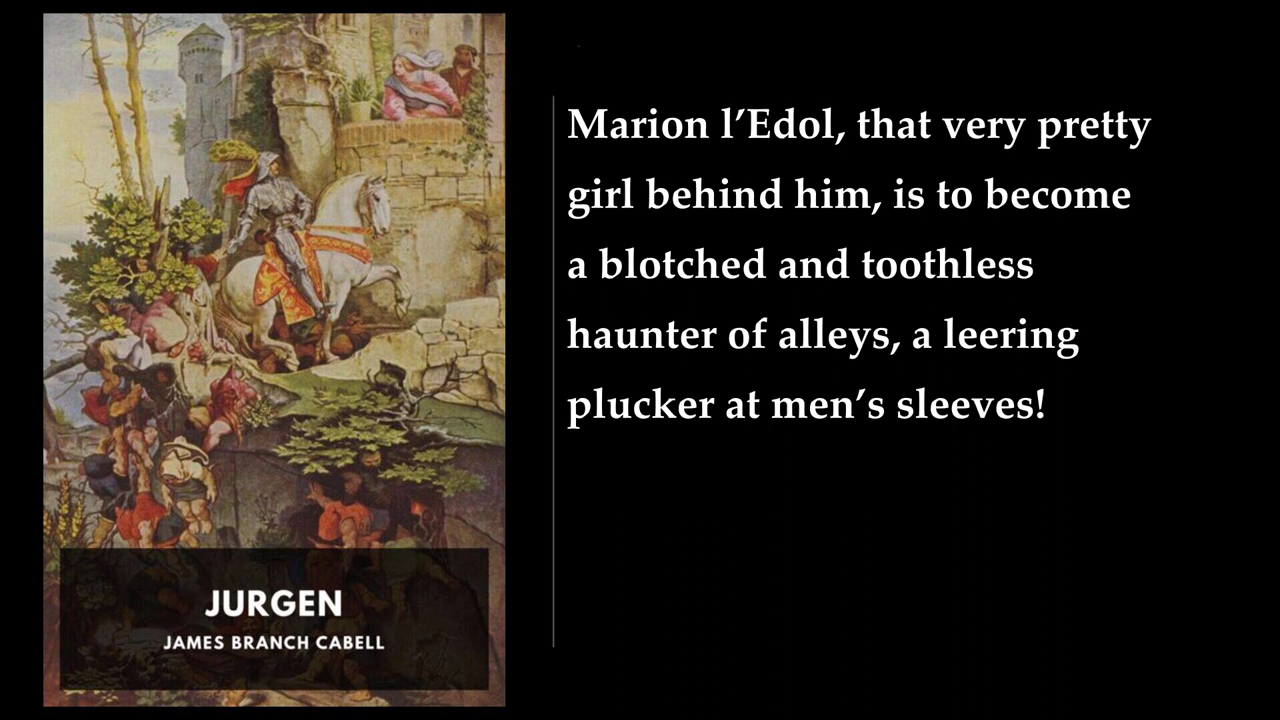 JURGEN
JAMES BRANCH CABELL
Marion l’Edol, that very pretty
girl behind him, is to become
a blotched and toothless
haunter of alleys, a leering
plucker at men’s sleeves!